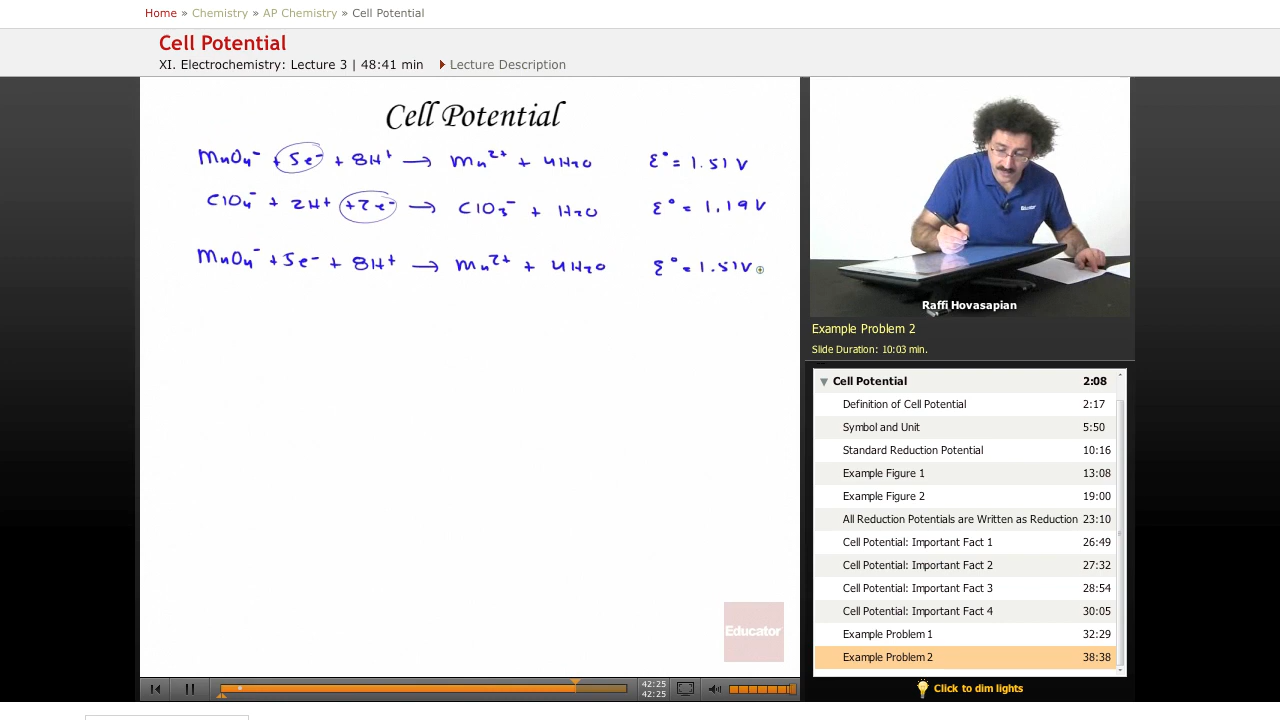 Home » Chemistry » AP Chemistry » Cell Potential
Cell Potential
XI. Electrochemistry: Lecture 3 | 48:41 min Lecture Description
Cell Potential
MnO₄⁻ + 5e⁻ + 8H⁺ → Mn²⁺ + 4H₂O ε° = 1.51 V
ClO₄⁻ + 2H⁺ + 2e⁻ → ClO₃⁻ + H₂O ε° = 1.19 V
MnO₄⁻ + 5e⁻ + 8H⁺ → Mn²⁺ + 4H₂O ε° = 1.51 V
Educator
42:25
42:25
Educator
Raffi Hovasapian
Example Problem 2
Slide Duration: 10:03 min.
Cell Potential 2:08
Definition of Cell Potential 2:17
Symbol and Unit 5:50
Standard Reduction Potential 10:16
Example Figure 1 13:08
Example Figure 2 19:00
All Reduction Potentials are Written as Reduction 23:10
Cell Potential: Important Fact 1 26:49
Cell Potential: Important Fact 2 27:32
Cell Potential: Important Fact 3 28:54
Cell Potential: Important Fact 4 30:05
Example Problem 1 32:29
Example Problem 2 38:38
Click to dim lights